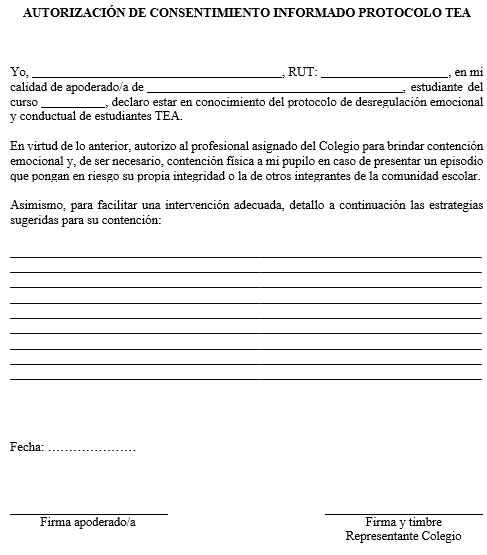 AUTORIZACIÓN DE CONSENTIMIENTO INFORMADO PROTOCOLO TEA
Yo, ________________________________________, RUT: ____________________, en mi
calidad de apoderado/a de ________________________________________, estudiante del
curso __________, declaro estar en conocimiento del protocolo de desregulación emocional
y conductual de estudiantes TEA.
En virtud de lo anterior, autorizo al profesional asignado del Colegio para brindar contención
emocional y, de ser necesario, contención física a mi pupilo en caso de presentar un episodio
que pongan en riesgo su propia integridad o la de otros integrantes de la comunidad escolar.
Asimismo, para facilitar una intervención adecuada, detallo a continuación las estrategias
sugeridas para su contención:
Fecha: …………………
Firma apoderado/a
Firma y timbre
Representante Colegio